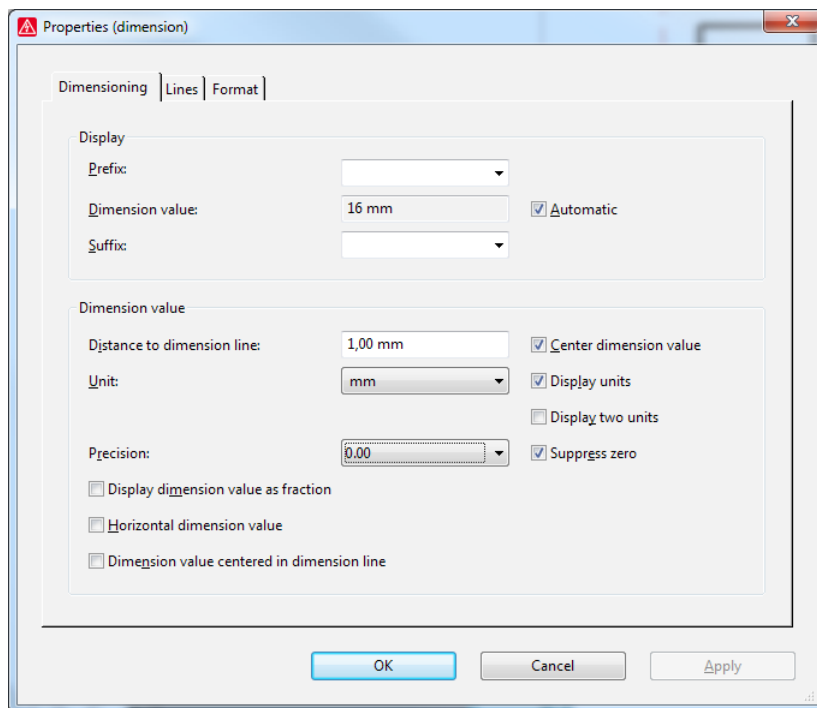 Properties (dimension)
Dimensioning Lines Format
Display
Prefix:
Dimension value: 16 mm Automatic
Suffix:
Dimension value
Distance to dimension line: 1,00 mm Center dimension value
Unit: mm Display units
Display two units
Precision: 0.00 Suppress zero
Display dimension value as fraction
Horizontal dimension value
Dimension value centered in dimension line
OK Cancel Apply